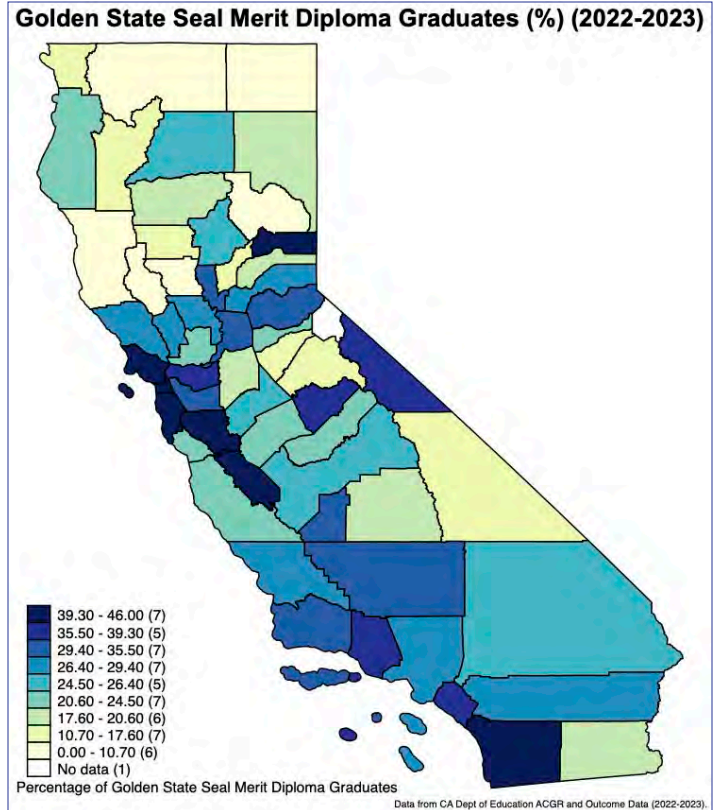 Golden State Seal Merit Diploma Graduates (%) (2022-2023)
39.30 - 46.00 (7)
35.50 - 39.30 (5)
29.40 - 35.50 (7)
26.40 - 29.40 (7)
24.50 - 26.40 (5)
20.60 - 24.50 (7)
17.60 - 20.60 (6)
10.70 - 17.60 (7)
0.00 - 10.70 (6)
No data (1)
Percentage of Golden State Seal Merit Diploma Graduates
Data from CA Dept of Education ACGR and Outcome Data (2022-2023).